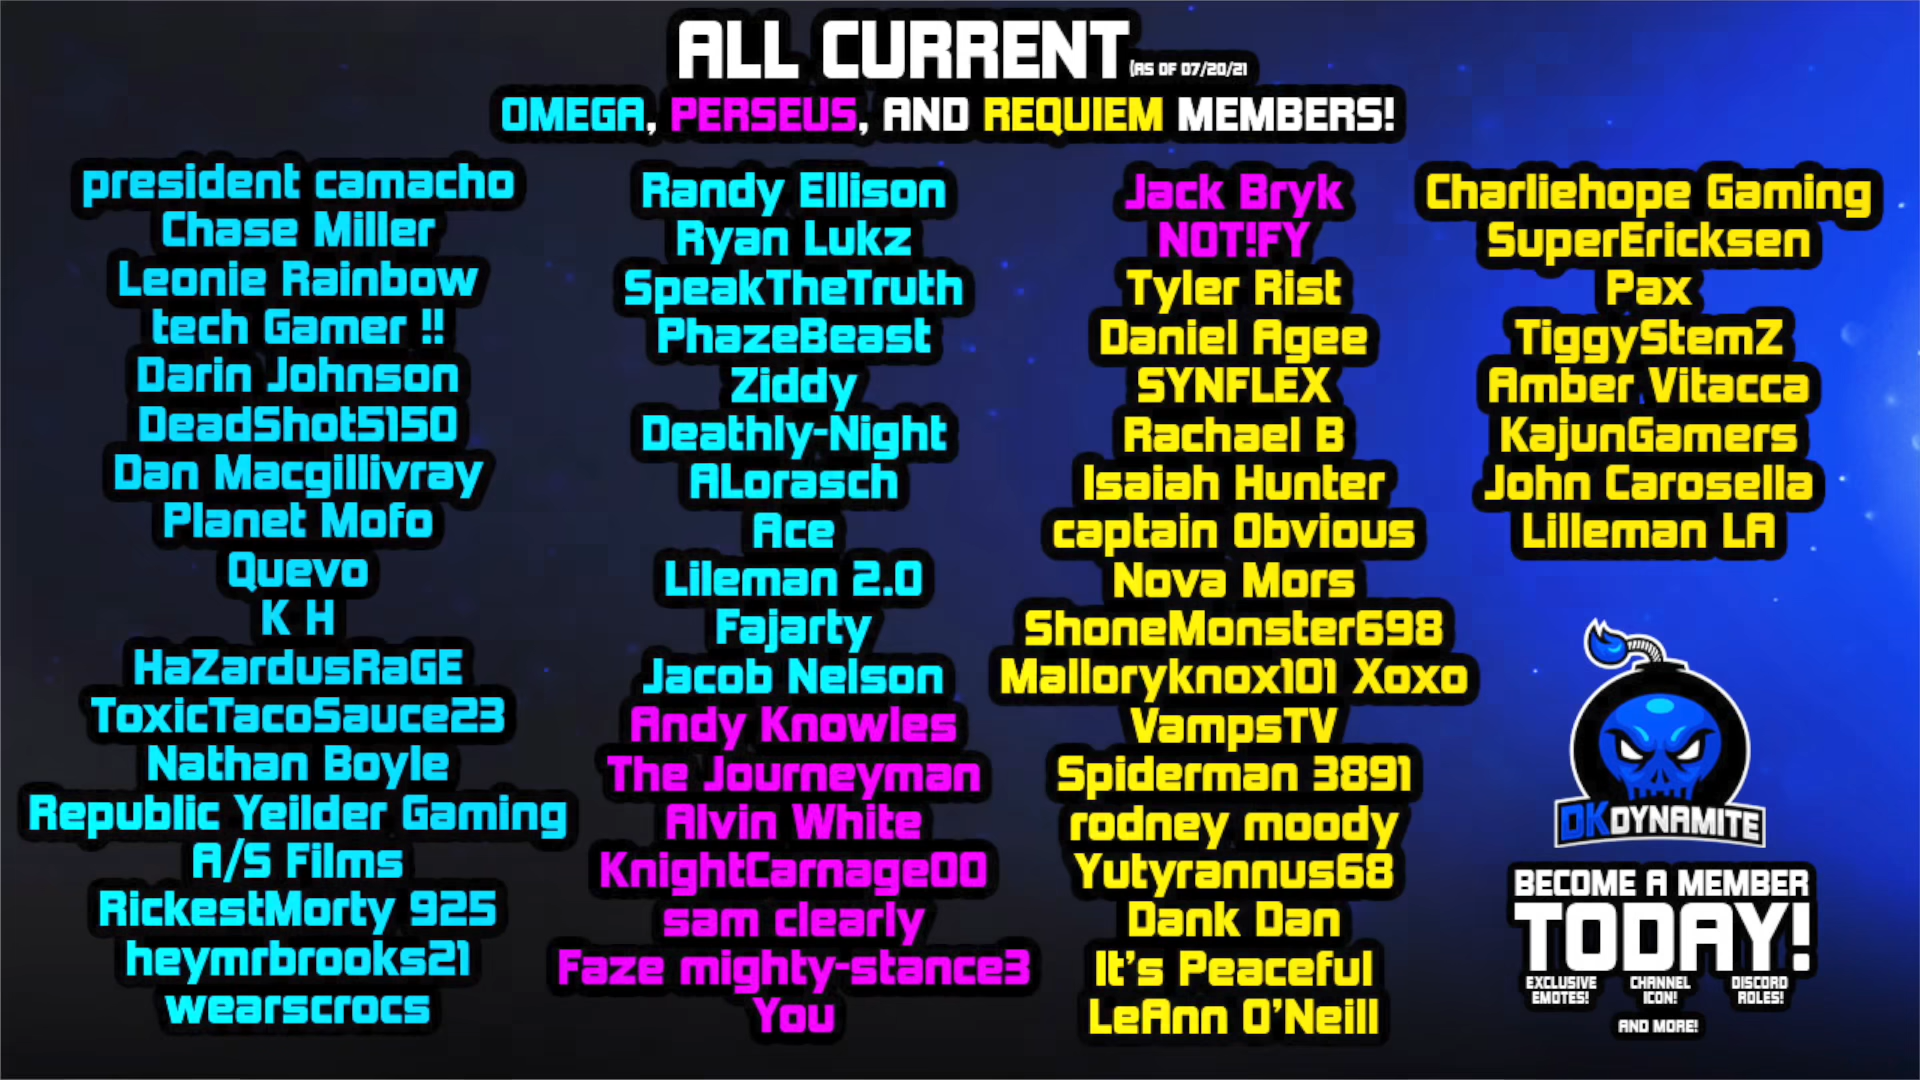 ALL CURRENT (AS OF 07/20/21
OMEGA, PERSEUS, AND REQUIEM MEMBERS!
president camacho
Chase Miller
Leonie Rainbow
tech Gamer !!
Darin Johnson
DeadShot5150
Dan Macgillivray
Planet Mofo
Quevo
K H
HaZardusRaGE
ToxicTacoSauce23
Nathan Boyle
Republic Yeilder Gaming
A/S Films
RickestMorty 925
heymrbrooks21
wearscrocs
Randy Ellison
Ryan Lukz
SpeakTheTruth
PhazeBeast
Ziddy
Deathly-Night
ALorasch
Ace
Lileman 2.0
Fajarty
Jacob Nelson
Andy Knowles
The Journeyman
Alvin White
KnightCarnage00
sam clearly
Faze mighty-stance3
You
Jack Bryk
NOT!FY
Tyler Rist
Daniel Agee
SYNFLEX
Rachael B
Isaiah Hunter
captain Obvious
Nova Mors
ShoneMonster698
Malloryknox101 Xoxo
VampsTV
Spiderman 3891
rodney moody
Yutyrannus68
Dank Dan
It's Peaceful
LeAnn O'Neill
Charliehope Gaming
SuperEricksen
Pax
TiggyStemZ
Amber Vitacca
KajunGamers
John Carosella
Lilleman LA
DKDYNAMITE
BECOME A MEMBER
TODAY!
EXCLUSIVE EMOTES!
CHANNEL ICON!
DISCORD ROLES!
AND MORE!